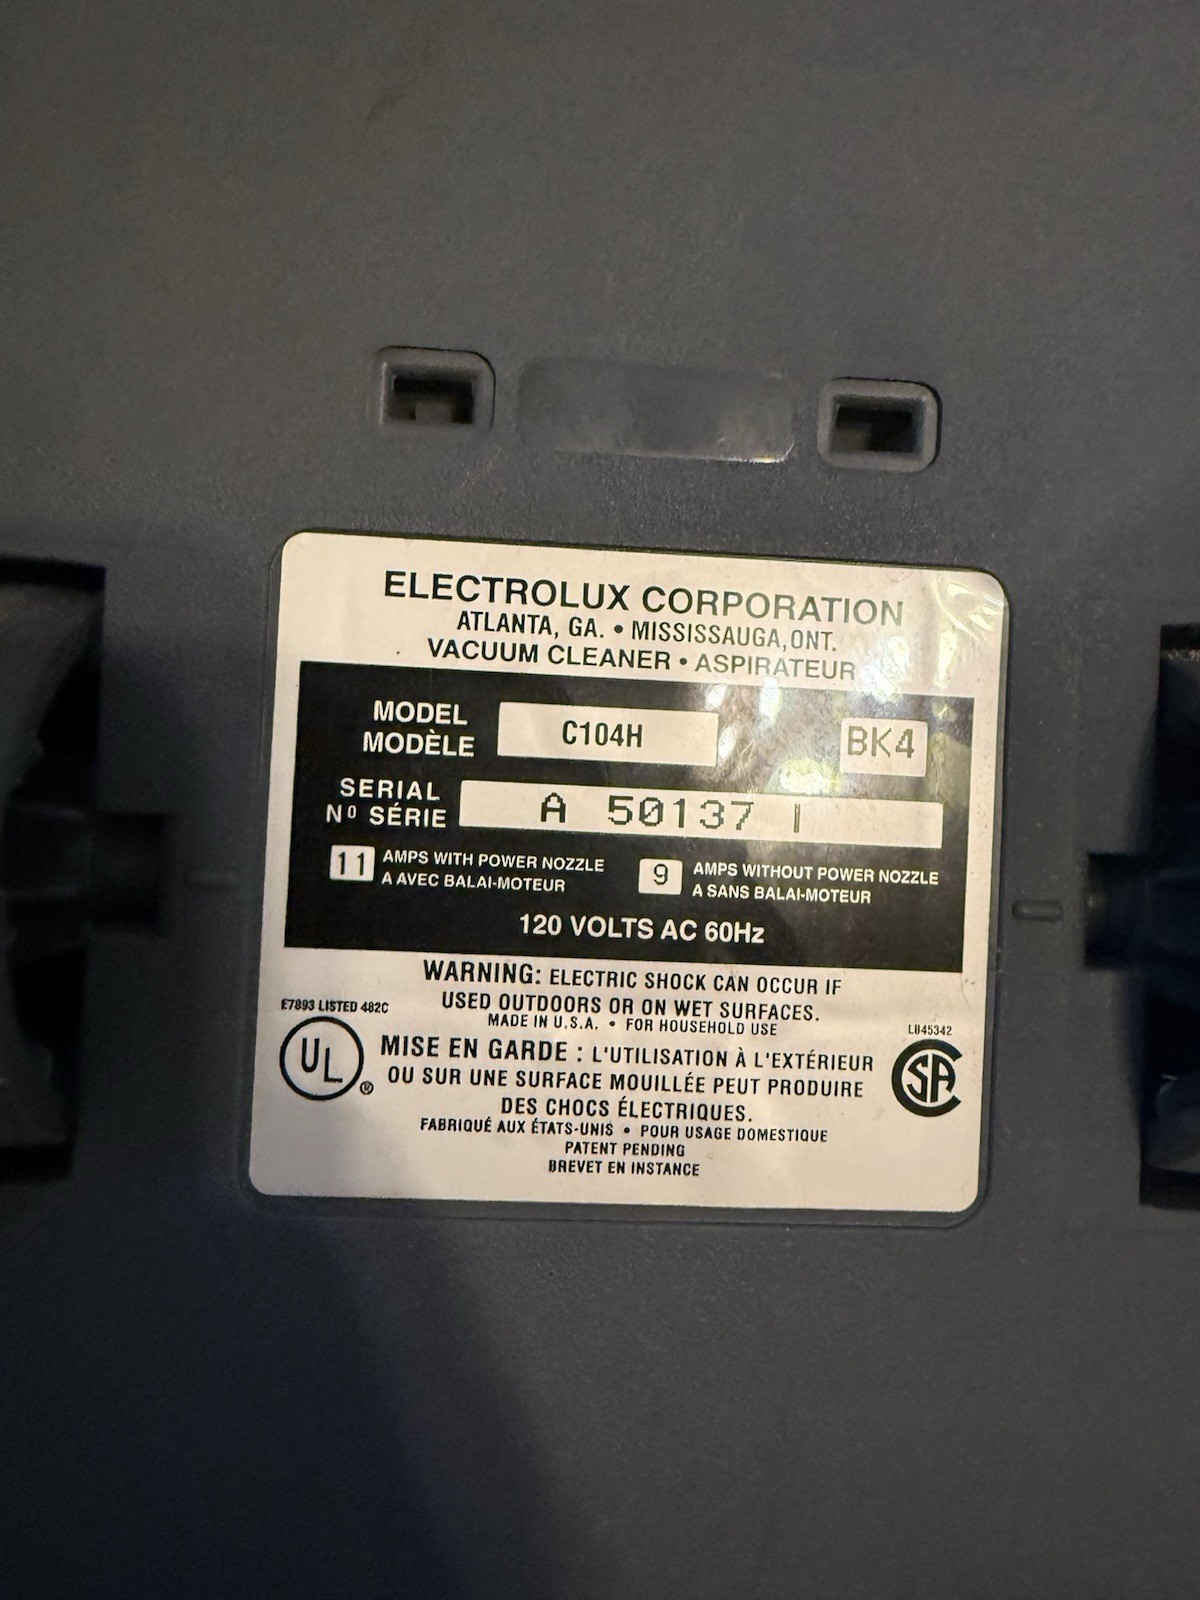 ELECTROLUX CORPORATION
ATLANTA, GA. • MISSISSAUGA, ONT.
VACUUM CLEANER • ASPIRATEUR
MODEL
MODÈLE
C104H
BK4
SERIAL
Nº SÉRIE
A 50137 |
11 AMPS WITH POWER NOZZLE
A AVEC BALAI-MOTEUR
9 AMPS WITHOUT POWER NOZZLE
A SANS BALAI-MOTEUR
120 VOLTS AC 60Hz
WARNING: ELECTRIC SHOCK CAN OCCUR IF
USED OUTDOORS OR ON WET SURFACES.
MADE IN U.S.A. • FOR HOUSEHOLD USE
E7893 LISTED 482C
UL ®
LR45342
SA
MISE EN GARDE : L'UTILISATION À L'EXTÉRIEUR
OU SUR UNE SURFACE MOUILLÉE PEUT PRODUIRE
DES CHOCS ÉLECTRIQUES.
FABRIQUÉ AUX ÉTATS-UNIS • POUR USAGE DOMESTIQUE
PATENT PENDING
BREVET EN INSTANCE